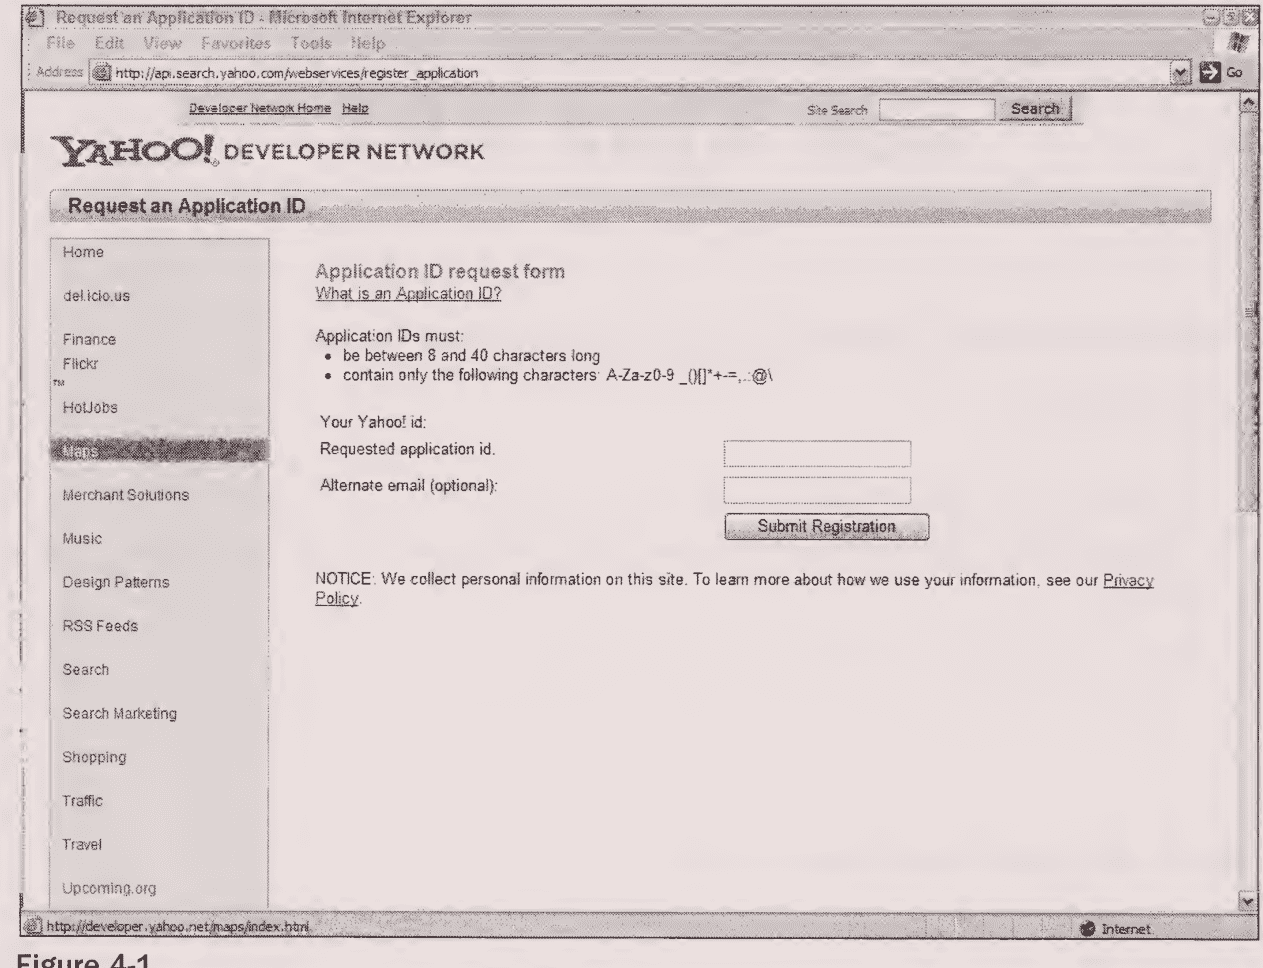 Request an Application ID - Microsoft Internet Explorer
File Edit View Favorites Tools Help
Address http://api.search.yahoo.com/webservices/register_application Go
Developer Network Home Help Site Search Search
YAHOO! DEVELOPER NETWORK
Request an Application ID
Home
del.icio.us
Finance
Flickr
TM
HotJobs
Maps
Merchant Solutions
Music
Design Patterns
RSS Feeds
Search
Search Marketing
Shopping
Traffic
Travel
Upcoming.org
Application ID request form
What is an Application ID?
Application IDs must:
• be between 8 and 40 characters long
• contain only the following characters: A-Za-z0-9 _()[]*+-=,.:@\
Your Yahoo! id:
Requested application id.
Alternate email (optional):
Submit Registration
NOTICE: We collect personal information on this site. To learn more about how we use your information, see our Privacy
Policy.
http://developer.yahoo.net/maps/index.html Internet
Figure 4-1